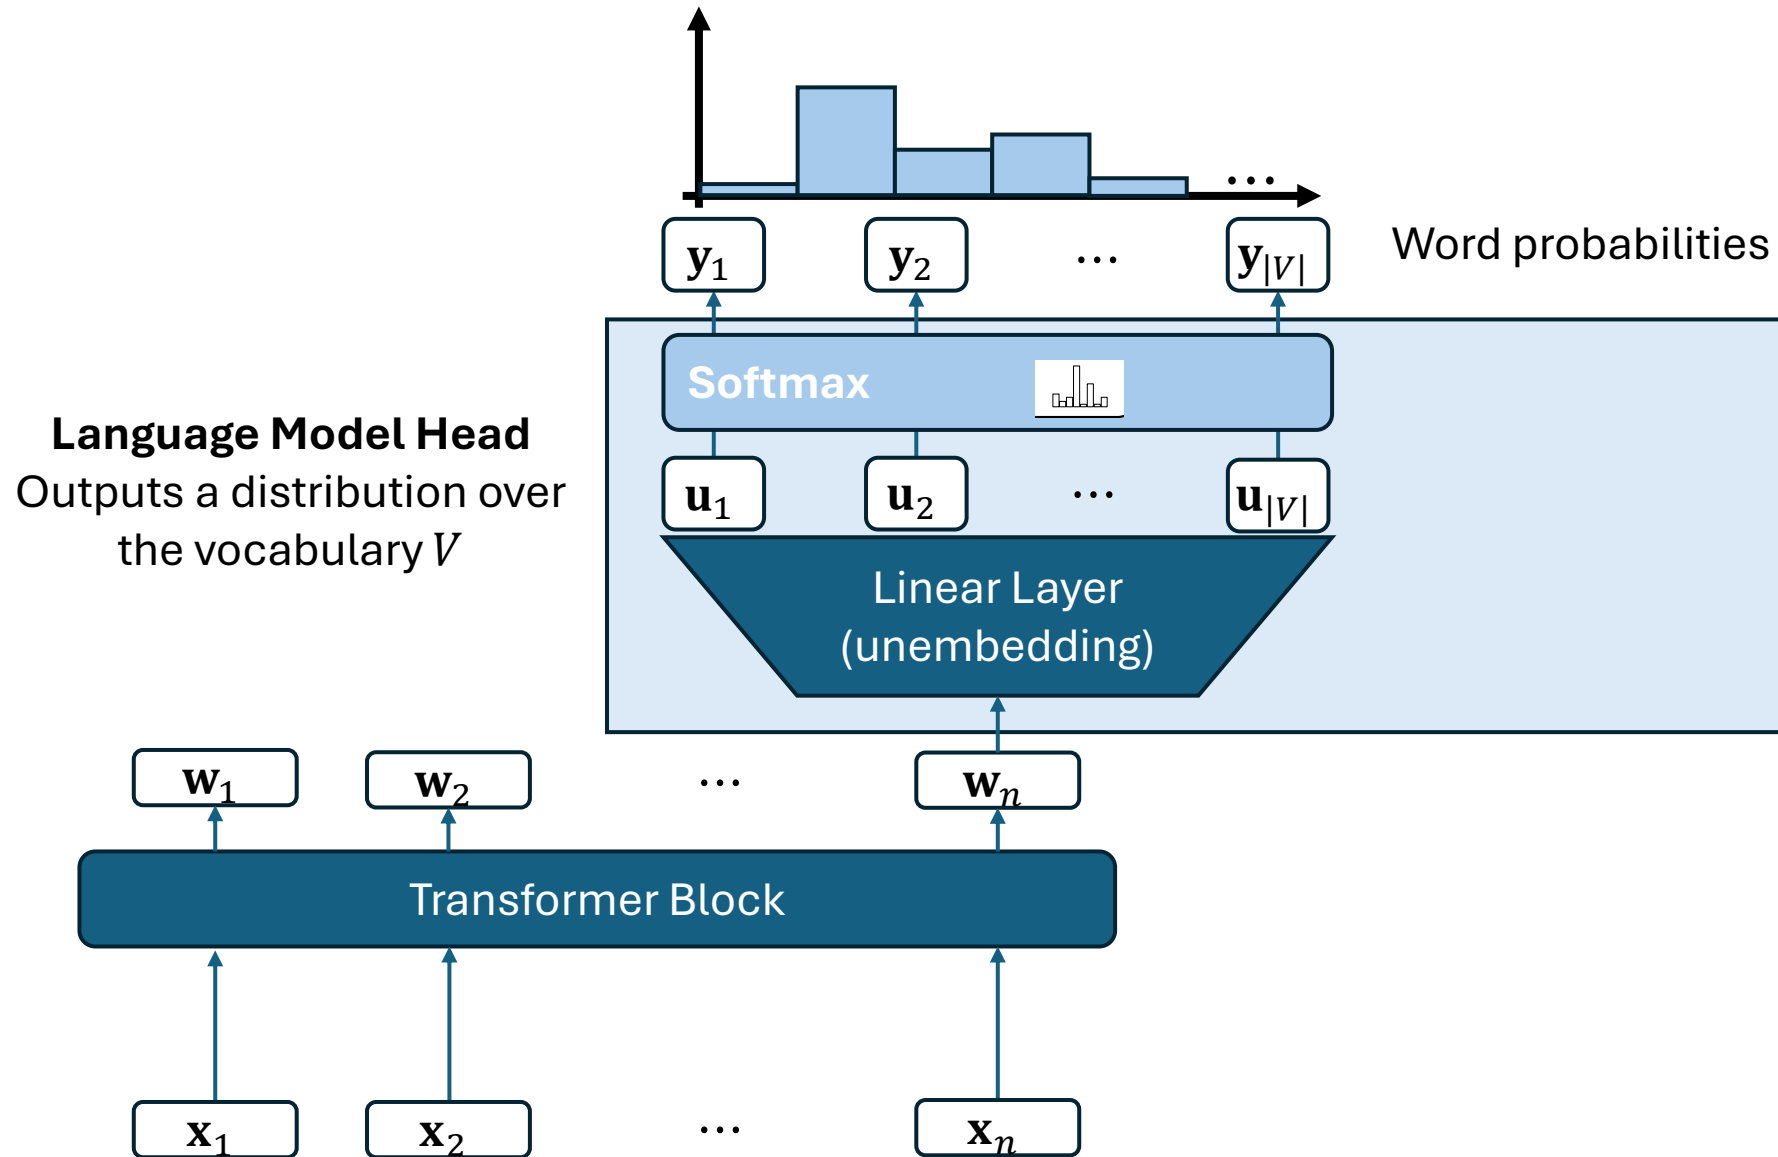 y₁ y₂ … y|V|
Word probabilities
Softmax
Language Model Head
Outputs a distribution over
the vocabulary V
u₁ u₂ … u|V|
Linear Layer
(unembedding)
w₁ w₂ … wₙ
Transformer Block
x₁ x₂ … xₙ